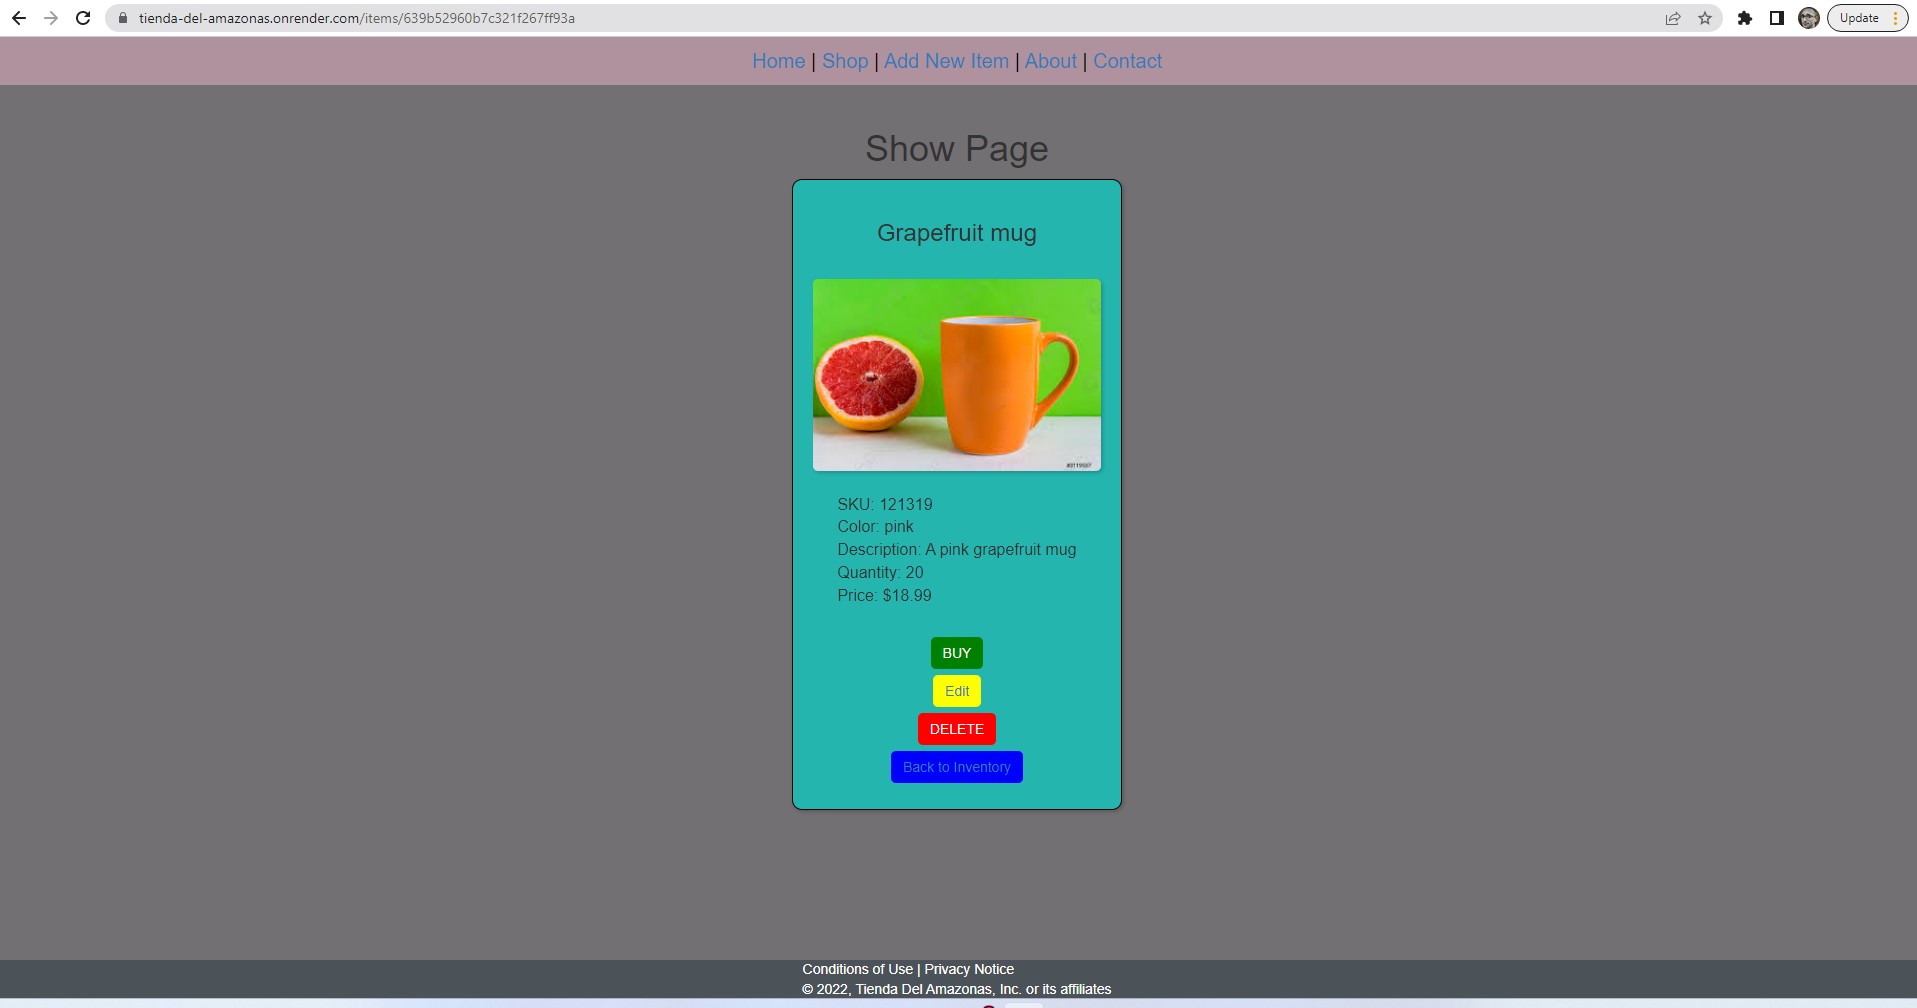 tienda-del-amazonas.onrender.com/items/639b52960b7c321f267ff93a
Update
Home | Shop | Add New Item | About | Contact
Show Page
Grapefruit mug
SKU: 121319
Color: pink
Description: A pink grapefruit mug
Quantity: 20
Price: $18.99
BUY
Edit
DELETE
Back to Inventory
Conditions of Use | Privacy Notice
© 2022, Tienda Del Amazonas, Inc. or its affiliates